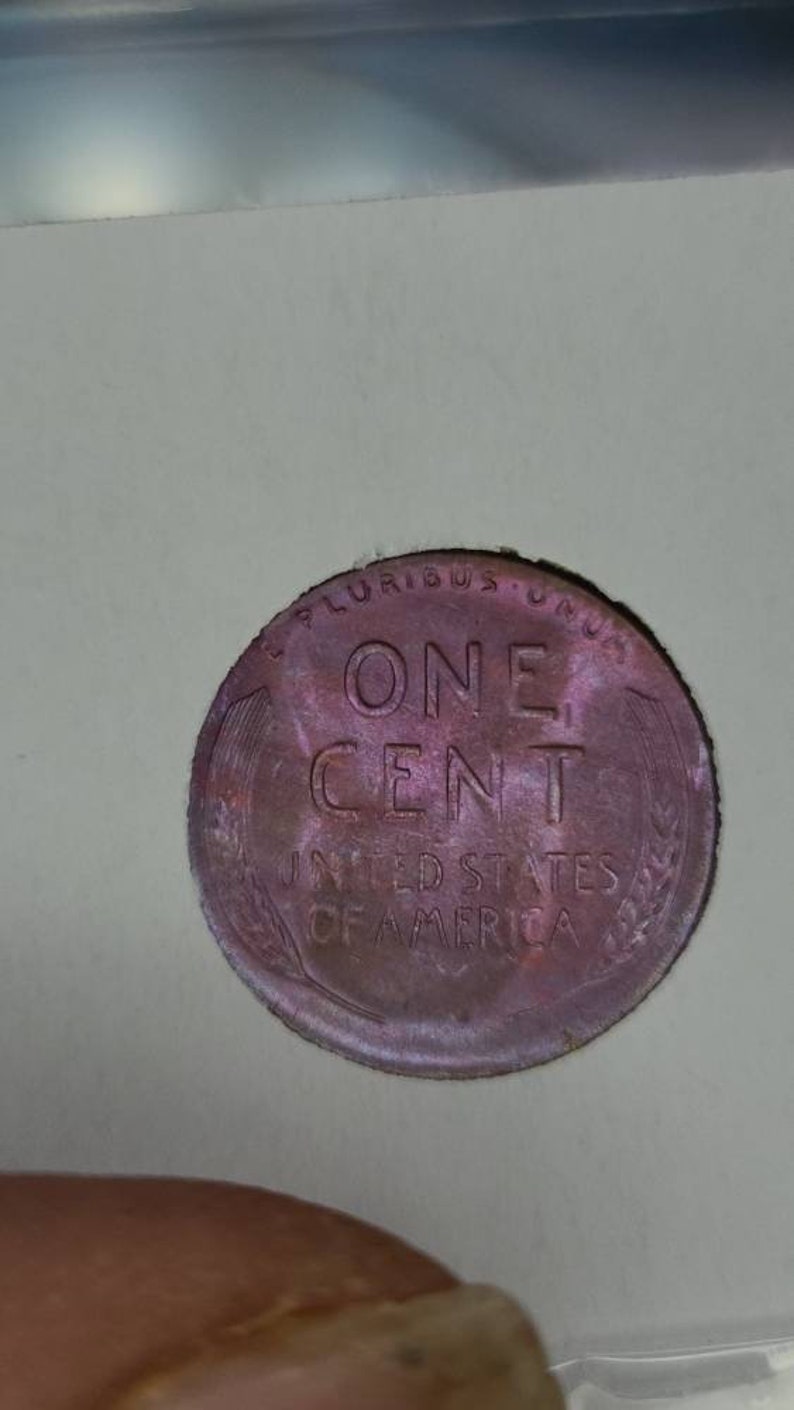 E PLURIBUS · UNUM
ONE
CENT
UNITED STATES
OF AMERICA